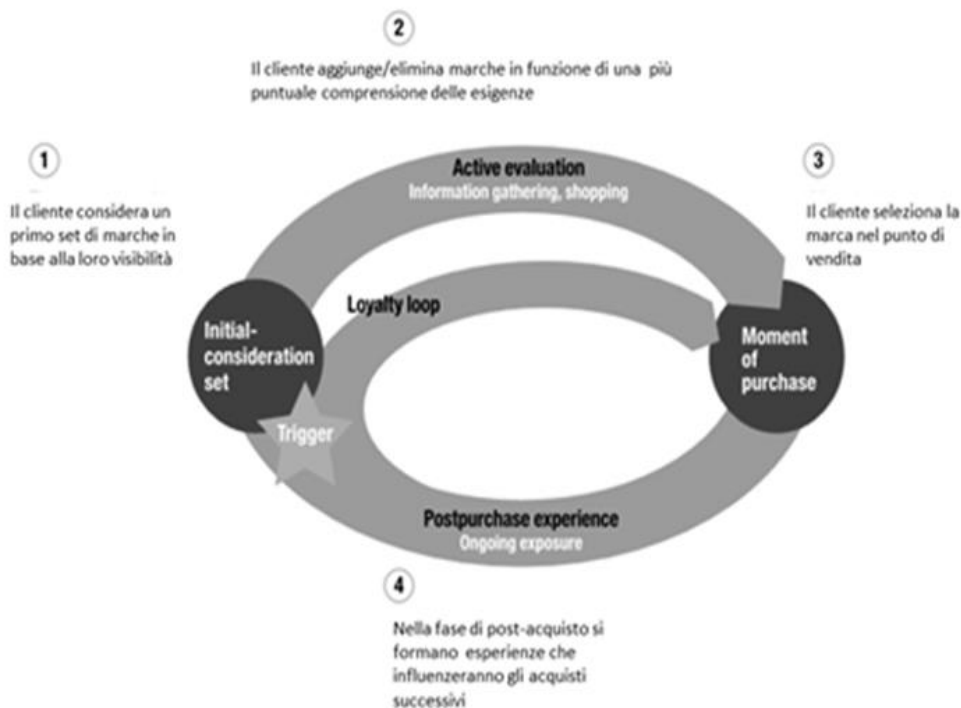 2
Il cliente aggiunge/elimina marche in funzione di una più
puntuale comprensione delle esigenze
1
Il cliente considera un
primo set di marche in
base alla loro visibilità
3
Il cliente seleziona la
marca nel punto di
vendita
Active evaluation
Information gathering, shopping
Loyalty loop
Initial-
consideration
set
Trigger
Moment
of
purchase
Postpurchase experience
Ongoing exposure
4
Nella fase di post-acquisto si
formano esperienze che
influenzeranno gli acquisti
successivi